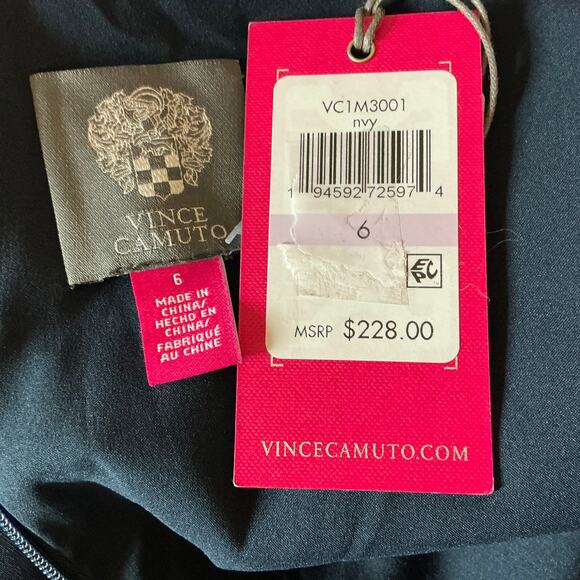 VINCE
CAMUTO
6
MADE IN
CHINA/
HECHO EN
CHINA/
FABRIQUÉ
AU CHINE
VC1M3001
nvy
1 94592 72597 4
6
EPC
MSRP $228.00
VINCECAMUTO.COM